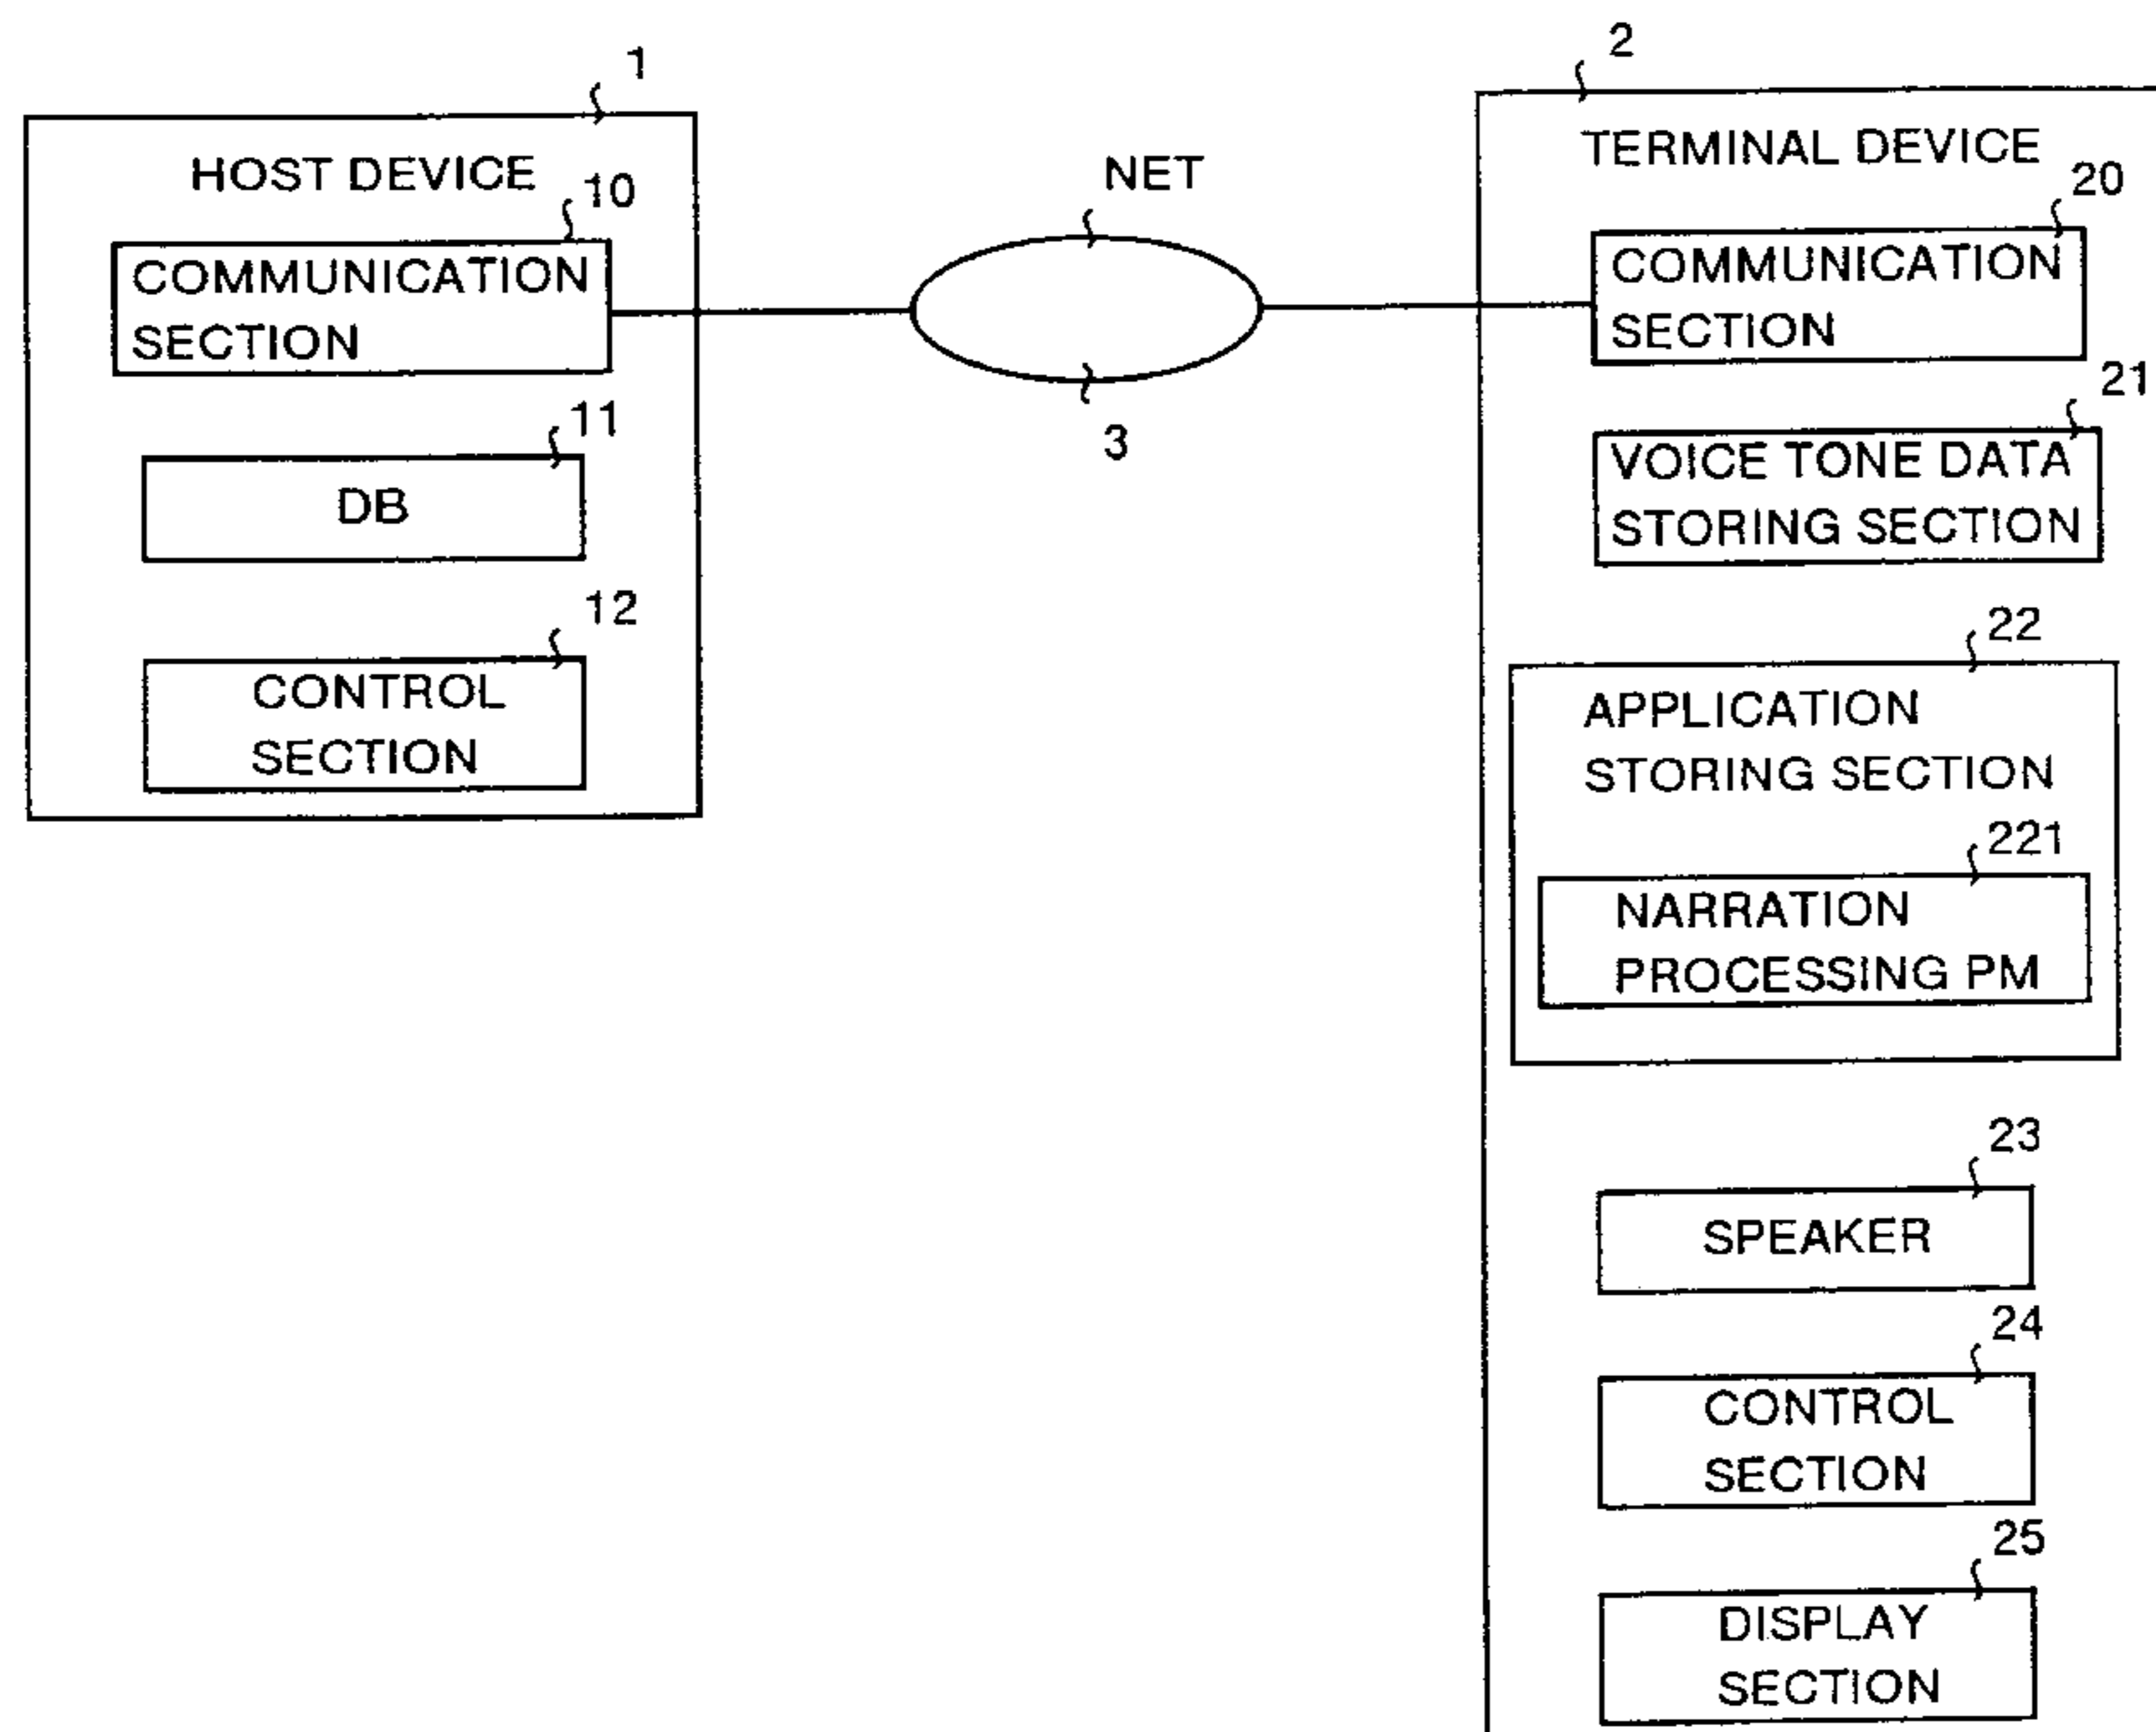 1
HOST DEVICE
10
COMMUNICATION
SECTION
11
DB
12
CONTROL
SECTION
NET
3
2
TERMINAL DEVICE
20
COMMUNICATION
SECTION
21
VOICE TONE DATA
STORING SECTION
22
APPLICATION
STORING SECTION
221
NARRATION
PROCESSING PM
23
SPEAKER
24
CONTROL
SECTION
25
DISPLAY
SECTION